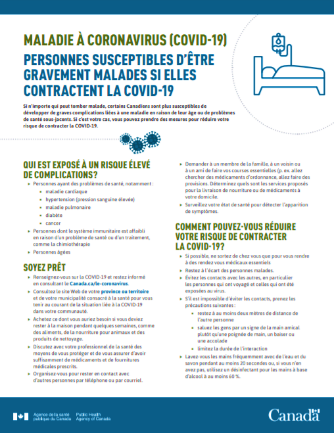 MALADIE À CORONAVIRUS (COVID-19)
PERSONNES SUSCEPTIBLES D'ÊTRE
GRAVEMENT MALADES SI ELLES
CONTRACTENT LA COVID-19
Si n'importe qui peut tomber malade, certains Canadiens sont plus susceptibles de
développer de graves complications liées à une maladie en raison de leur âge ou de problèmes
de santé sous-jacents. Si c'est votre cas, vous pouvez prendre des mesures pour réduire votre
risque de contracter la COVID-19.
QUI EST EXPOSÉ À UN RISQUE ÉLEVÉ
DE COMPLICATIONS?
Personnes ayant des problèmes de santé, notamment :
maladie cardiaque
hypertension (pression sanguine élevée)
maladie pulmonaire
diabète
cancer
Personnes dont le système immunitaire est affaibli
en raison d'un problème de santé ou d'un traitement,
comme la chimiothérapie
Personnes âgées
SOYEZ PRÊT
Renseignez-vous sur la COVID-19 et restez informé
en consultant le Canada.ca/le-coronavirus.
Consultez le site Web de votre province ou territoire
et de votre municipalité consacré à la santé pour vous
tenir au courant de la situation liée à la COVID-19
dans votre communauté.
Achetez ce dont vous auriez besoin si vous deviez
rester à la maison pendant quelques semaines, comme
des aliments, de la nourriture pour animaux et des
produits de nettoyage.
Discutez avec votre professionnel de la santé des
moyens de vous protéger et de vous assurer d'avoir
suffisamment de médicaments et de fournitures
médicales prescrits.
Organisez-vous pour rester en contact avec
d'autres personnes par téléphone ou par courriel.
Demander à un membre de la famille, à un voisin ou
à un ami de faire vos courses essentielles (p. ex. allez
chercher des médicaments d'ordonnance, allez faire des
provisions. Déterminez quels sont les services proposés
pour la livraison de nourriture ou de médicaments à
votre domicile.
Surveillez votre état de santé pour détecter l'apparition
de symptômes.
COMMENT POUVEZ-VOUS RÉDUIRE
VOTRE RISQUE DE CONTRACTER
LA COVID-19?
Si possible, ne sortez de chez vous que pour vous rendre
à des rendez-vous médicaux essentiels
Restez à l'écart des personnes malades.
Évitez les contacts avec les autres, en particulier
les personnes qui ont voyagé et celles qui ont été
exposées au virus.
S'il est impossible d'éviter les contacts, prenez les
précautions suivantes :
restez à au moins deux mètres de distance de
l'autre personne
saluez les gens par un signe de la main amical
plutôt qu'une poignée de main, un baiser ou
une accolade
limitez la durée de l'interaction
Lavez-vous les mains fréquemment avec de l'eau et du
savon pendant au moins 20 secondes ou, si vous n'en
avez pas, utilisez un désinfectant pour les mains à base
d'alcool à au moins 60 %.
Agence de la santé publique du Canada
Public Health Agency of Canada
Canada